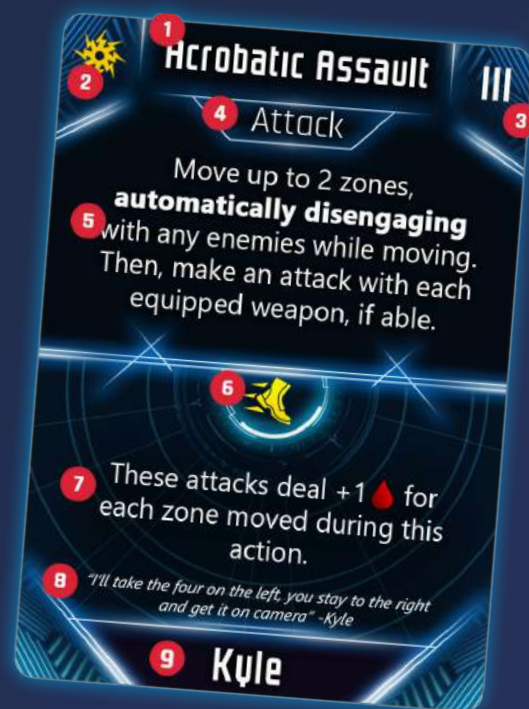 1
Acrobatic Assault
2
III
3
4 Attack
Move up to 2 zones,
automatically disengaging
5 with any enemies while moving.
Then, make an attack with each
equipped weapon, if able.
6
7 These attacks deal +1 for
each zone moved during this
action.
8 "I'll take the four on the left, you stay to the right
and get it on camera" -Kyle
9 Kyle